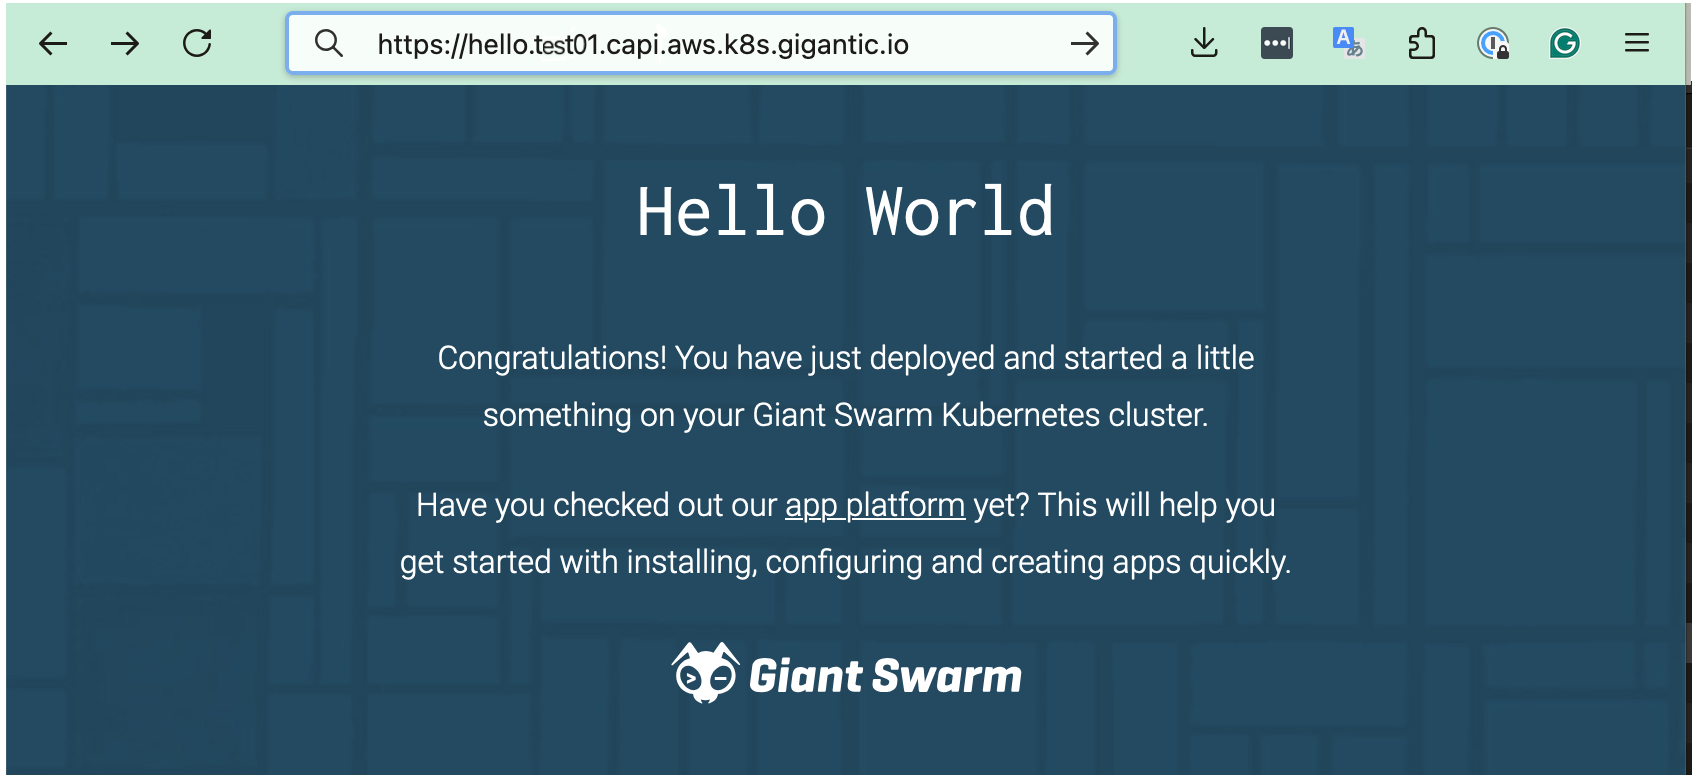 https://hello.test01.capi.aws.k8s.gigantic.io
Hello World
Congratulations! You have just deployed and started a little
something on your Giant Swarm Kubernetes cluster.
Have you checked out our app platform yet? This will help you
get started with installing, configuring and creating apps quickly.
Giant Swarm